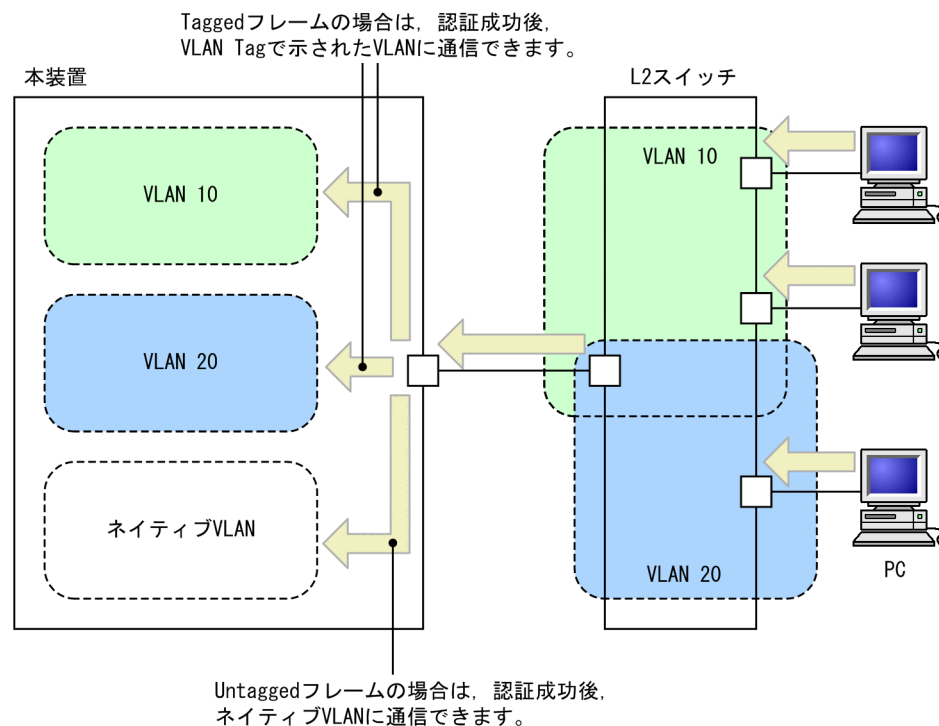 Taggedフレームの場合は，認証成功後，
VLAN Tagで示されたVLANに通信できます。
本装置
L2スイッチ
VLAN 10
VLAN 10
VLAN 20
ネイティブVLAN
VLAN 20
PC
Untaggedフレームの場合は，認証成功後，
ネイティブVLANに通信できます。